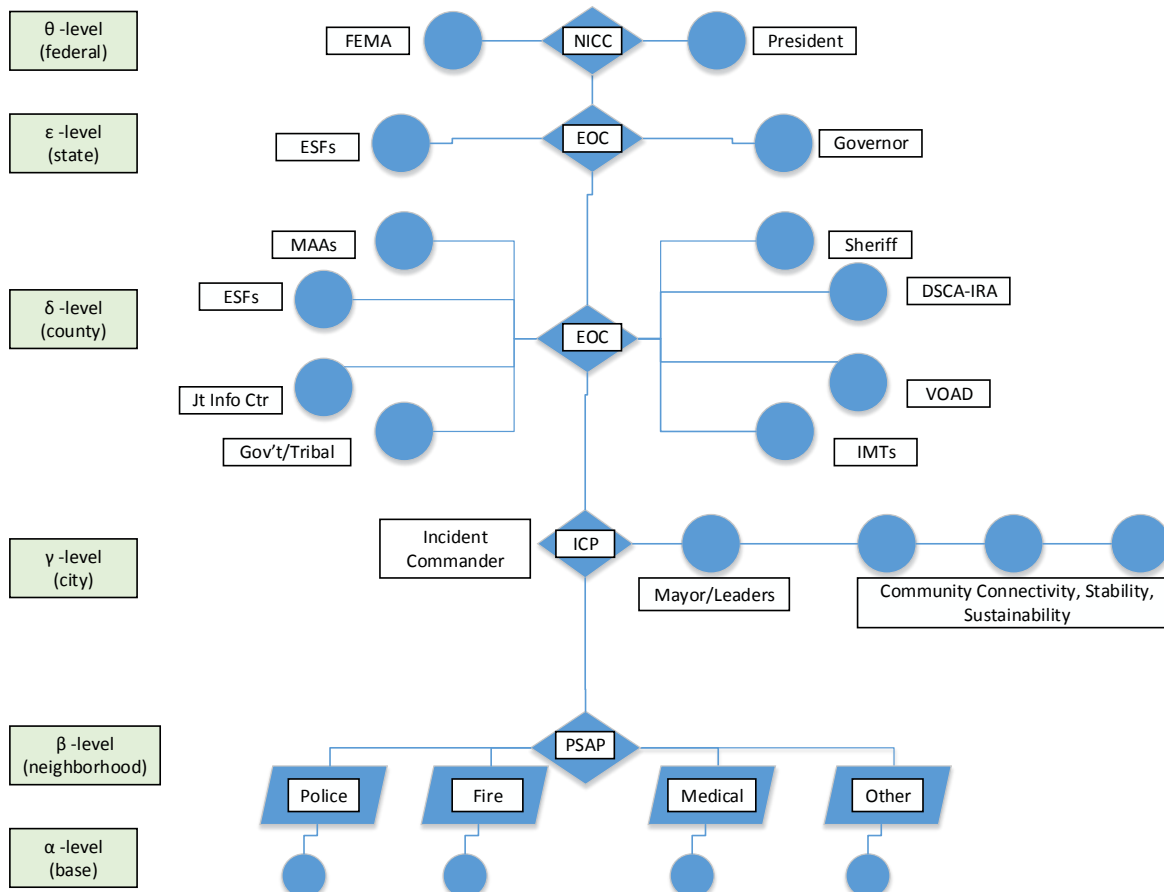 θ-level
(federal)
FEMA
NICC
President
ε -level
(state)
ESFs
EOC
Governor
MAAs
Sheriff
ESFs
DSCA-IRA
δ -level
(county)
EOC
Jt Info Ctr
VOAD
Gov't/Tribal
IMTs
γ -level
(city)
Incident
Commander
ICP
Mayor/Leaders
Community Connectivity, Stability,
Sustainability
β -level
(neighborhood)
PSAP
Police
Fire
Medical
Other
α -level
(base)